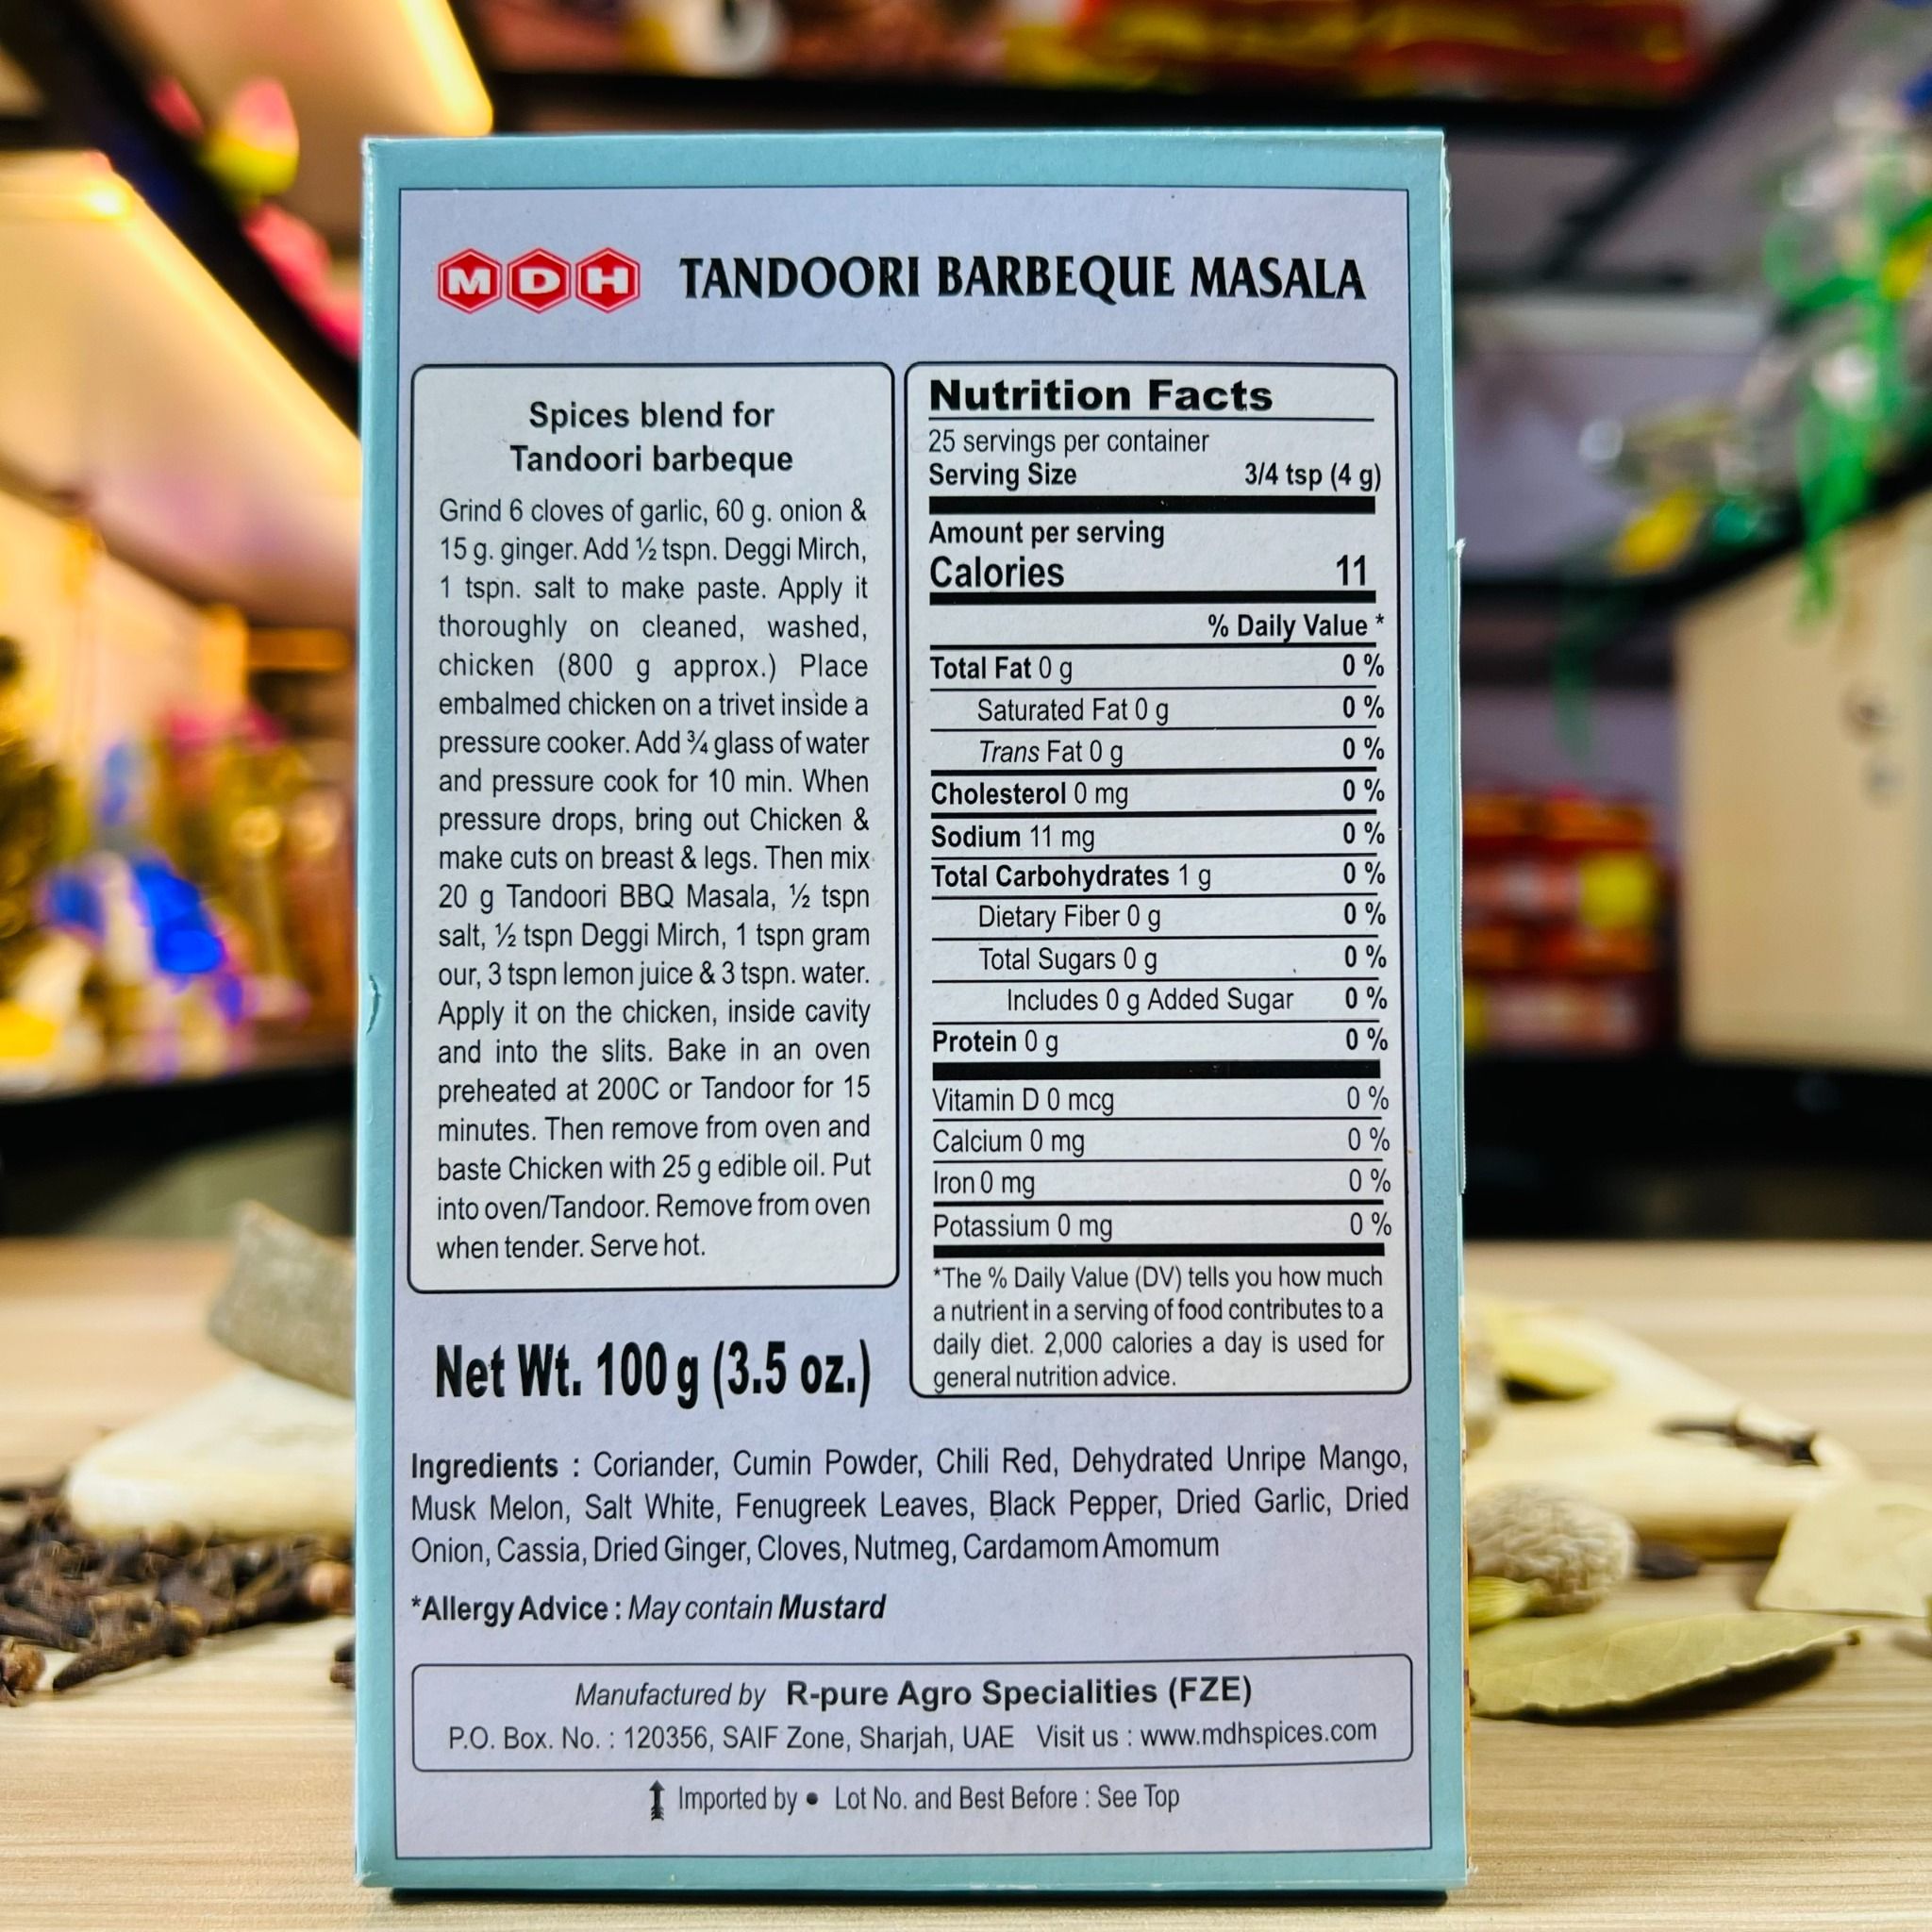 MDH TANDOORI BARBEQUE MASALA
Spices blend for
Tandoori barbeque
Grind 6 cloves of garlic, 60 g. onion &
15 g. ginger. Add ½ tspn. Deggi Mirch,
1 tspn. salt to make paste. Apply it
thoroughly on cleaned, washed,
chicken (800 g approx.) Place
embalmed chicken on a trivet inside a
pressure cooker. Add ¾ glass of water
and pressure cook for 10 min. When
pressure drops, bring out Chicken &
make cuts on breast & legs. Then mix
20 g Tandoori BBQ Masala, ½ tspn
salt, ½ tspn Deggi Mirch, 1 tspn gram
our, 3 tspn lemon juice & 3 tspn. water.
Apply it on the chicken, inside cavity
and into the slits. Bake in an oven
preheated at 200C or Tandoor for 15
minutes. Then remove from oven and
baste Chicken with 25 g edible oil. Put
into oven/Tandoor. Remove from oven
when tender. Serve hot.
Net Wt. 100 g (3.5 oz.)
Nutrition Facts
25 servings per container
Serving Size 3/4 tsp (4 g)
Amount per serving
Calories 11
% Daily Value *
Total Fat 0 g 0 %
Saturated Fat 0 g 0 %
Trans Fat 0 g 0 %
Cholesterol 0 mg 0 %
Sodium 11 mg 0 %
Total Carbohydrates 1 g 0 %
Dietary Fiber 0 g 0 %
Total Sugars 0 g 0 %
Includes 0 g Added Sugar 0 %
Protein 0 g 0 %
Vitamin D 0 mcg 0 %
Calcium 0 mg 0 %
Iron 0 mg 0 %
Potassium 0 mg 0 %
*The % Daily Value (DV) tells you how much
a nutrient in a serving of food contributes to a
daily diet. 2,000 calories a day is used for
general nutrition advice.
Ingredients : Coriander, Cumin Powder, Chili Red, Dehydrated Unripe Mango,
Musk Melon, Salt White, Fenugreek Leaves, Black Pepper, Dried Garlic, Dried
Onion, Cassia, Dried Ginger, Cloves, Nutmeg, Cardamom Amomum
*Allergy Advice : May contain Mustard
Manufactured by R-pure Agro Specialities (FZE)
P.O. Box. No. : 120356, SAIF Zone, Sharjah, UAE Visit us : www.mdhspices.com
Imported by • Lot No. and Best Before : See Top